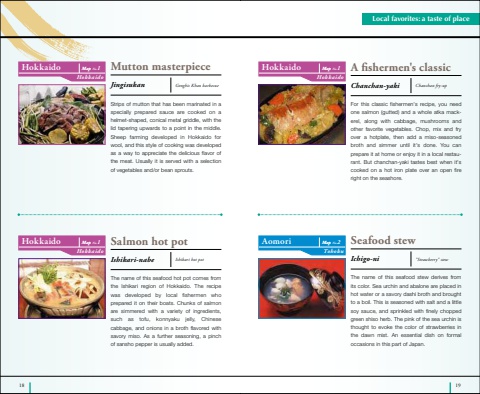 Local favorites: a taste of place
Hokkaido
Map No.1
Hokkaido
Mutton masterpiece
Jingisukan
Genghis Khan barbecue
Strips of mutton that has been marinated in a
specially prepared sauce are cooked on a
helmet-shaped, conical metal griddle, with the
lid tapering upwards to a point in the middle.
Sheep farming developed in Hokkaido for
wool, and this style of cooking was developed
as a way to appreciate the delicious flavor of
the meat. Usually it is served with a selection
of vegetables and/or bean sprouts.
Hokkaido
Map No.1
Hokkaido
A fishermen's classic
Chanchan-yaki
Chanchan fry-up
For this classic fishermen's recipe, you need
one salmon (gutted) and a whole atka mack-
erel, along with cabbage, mushrooms and
other favorite vegetables. Chop, mix and fry
over a hotplate, then add a miso-seasoned
broth and simmer until it's done. You can
prepare it at home or enjoy it in a local restau-
rant. But chanchan-yaki tastes best when it's
cooked on a hot iron plate over an open fire
right on the seashore.
Hokkaido
Map No.1
Hokkaido
Salmon hot pot
Ishikari-nabe
Ishikari hot pot
The name of this seafood hot pot comes from
the Ishikari region of Hokkaido. The recipe
was developed by local fishermen who
prepared it on their boats. Chunks of salmon
are simmered with a variety of ingredients,
such as tofu, konnyaku jelly, Chinese
cabbage, and onions in a broth flavored with
savory miso. As a further seasoning, a pinch
of sansho pepper is usually added.
Aomori
Map No.2
Tohoku
Seafood stew
Ichigo-ni
"Strawberry" stew
The name of this seafood stew derives from
its color. Sea urchin and abalone are placed in
hot water or a savory dashi broth and brought
to a boil. This is seasoned with salt and a little
soy sauce, and sprinkled with finely chopped
green shiso herb. The pink of the sea urchin is
thought to evoke the color of strawberries in
the dawn mist. An essential dish on formal
occasions in this part of Japan.
18
19